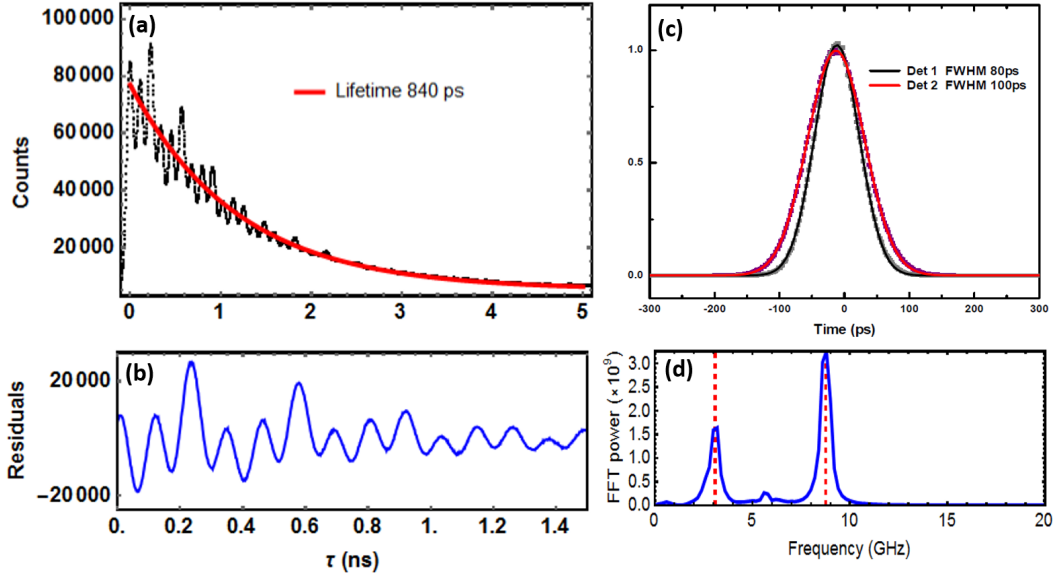 (a)
Counts
100 000
80 000
60 000
40 000
20 000
Lifetime 840 ps
0. 1 2 3 4 5
(b)
Residuals
20 000
−20 000
0. 0.2 0.4 0.6 0.8 1. 1.2 1.4
τ (ns)
(c)
1.0
0.5
0.0
Det 1 FWHM 80ps
Det 2 FWHM 100ps
-300 -200 -100 0 100 200 300
Time (ps)
(d)
FFT power (×10⁹)
3.0
2.5
2.0
1.5
1.0
0.5
0.0
0 5 10 15 20
Frequency (GHz)